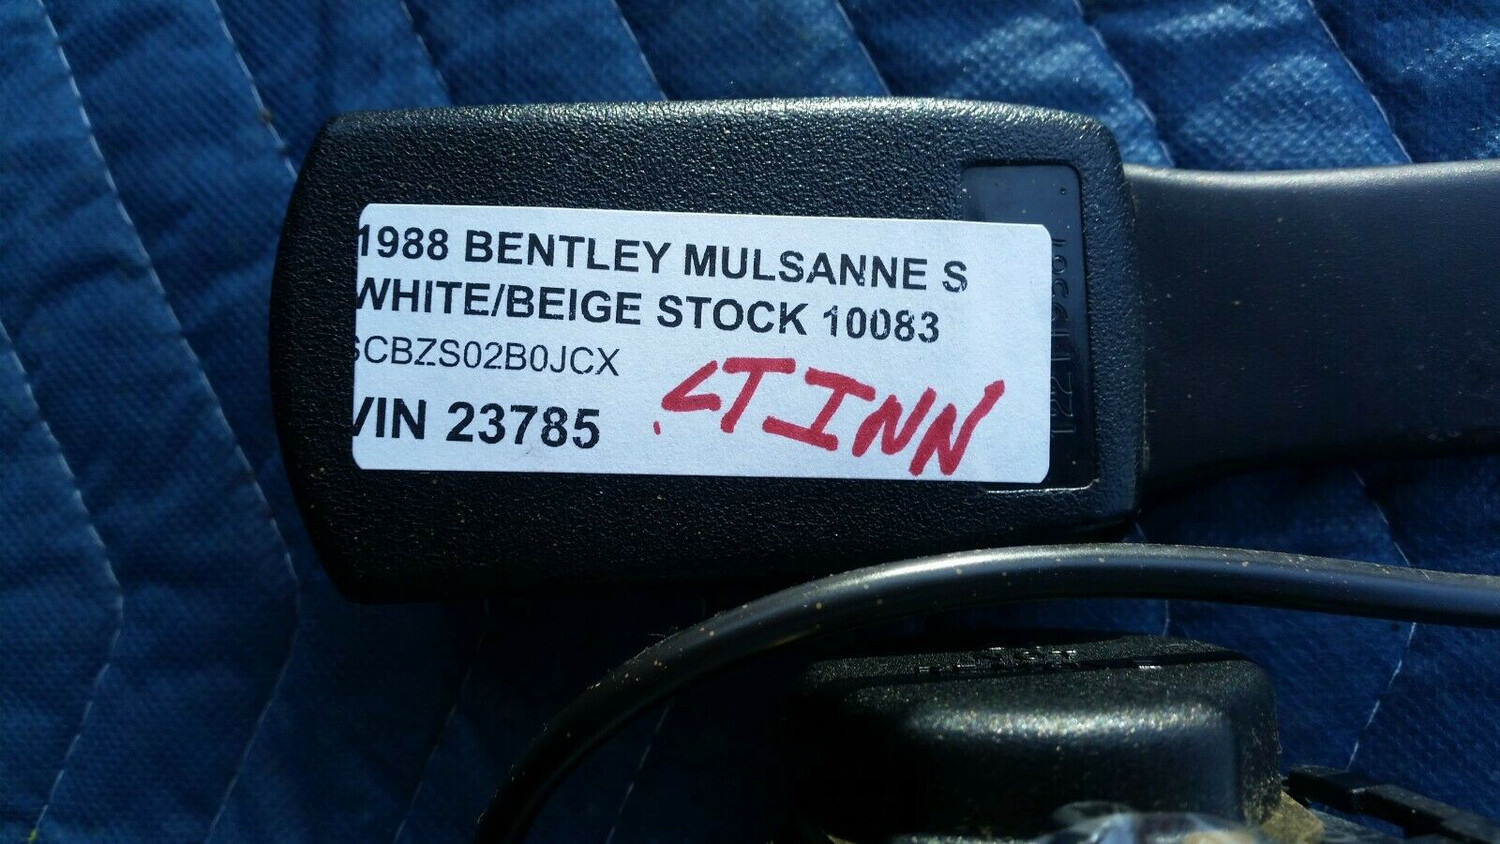 1988 BENTLEY MULSANNE S
WHITE/BEIGE STOCK 10083
SCBZS02B0JCX
VIN 23785
LTINN